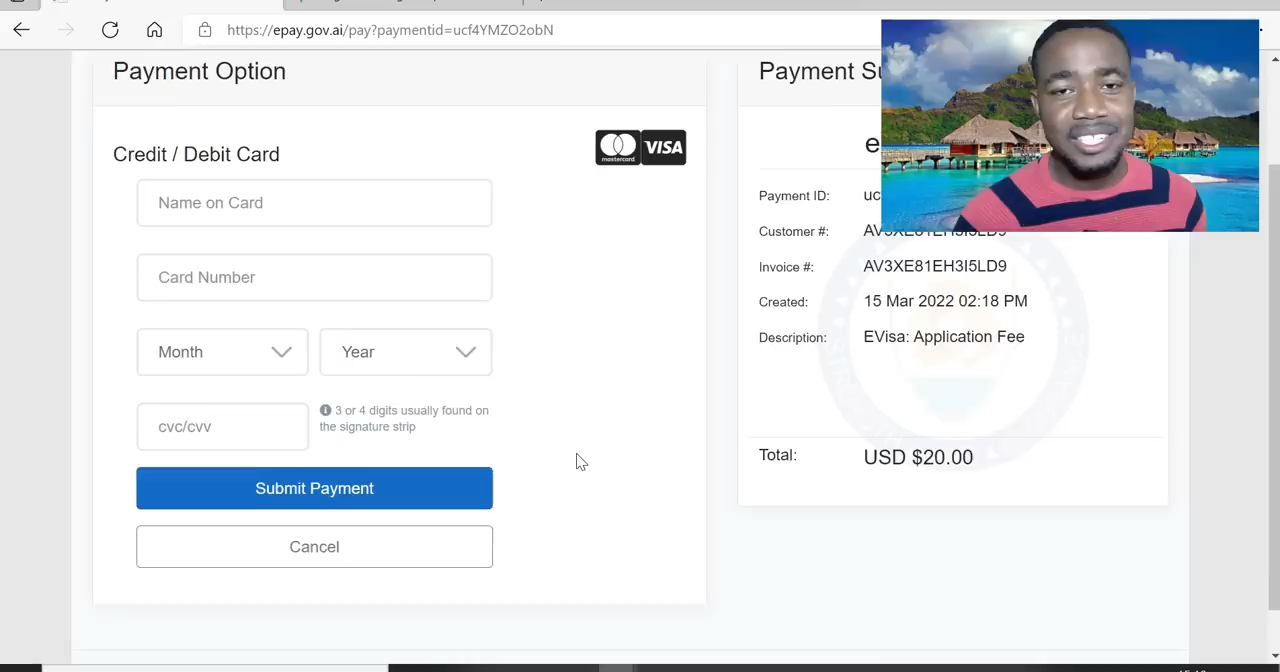 https://epay.gov.ai/pay?paymentid=ucf4YMZO2obN
Payment Option
Credit / Debit Card
mastercard VISA
Name on Card
Card Number
Month Year
cvc/cvv
3 or 4 digits usually found on
the signature strip
Submit Payment
Cancel
Payment
Payment ID:
Customer #: AV3XE81EH3I5LD9
Invoice #: AV3XE81EH3I5LD9
Created: 15 Mar 2022 02:18 PM
Description: EVisa: Application Fee
Total: USD $20.00